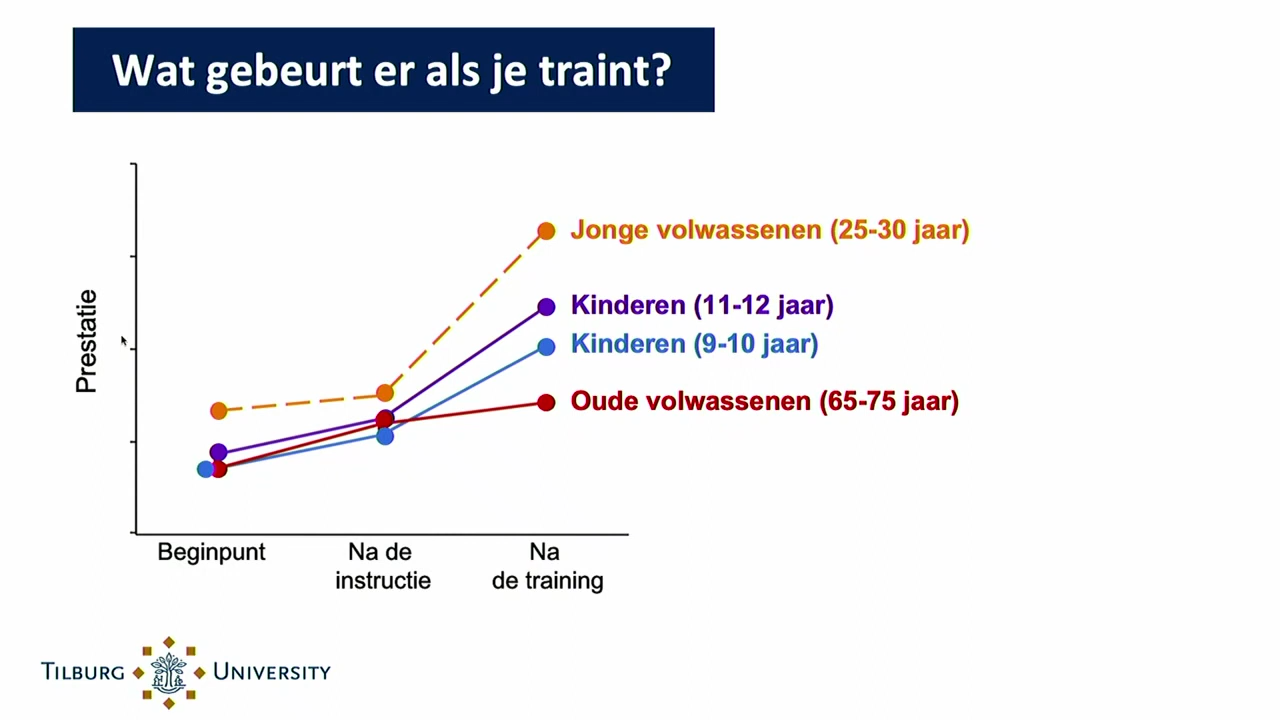 Wat gebeurt er als je traint?
Prestatie
Jonge volwassenen (25-30 jaar)
Kinderen (11-12 jaar)
Kinderen (9-10 jaar)
Oude volwassenen (65-75 jaar)
Beginpunt
Na de
instructie
Na
de training
TILBURG UNIVERSITY